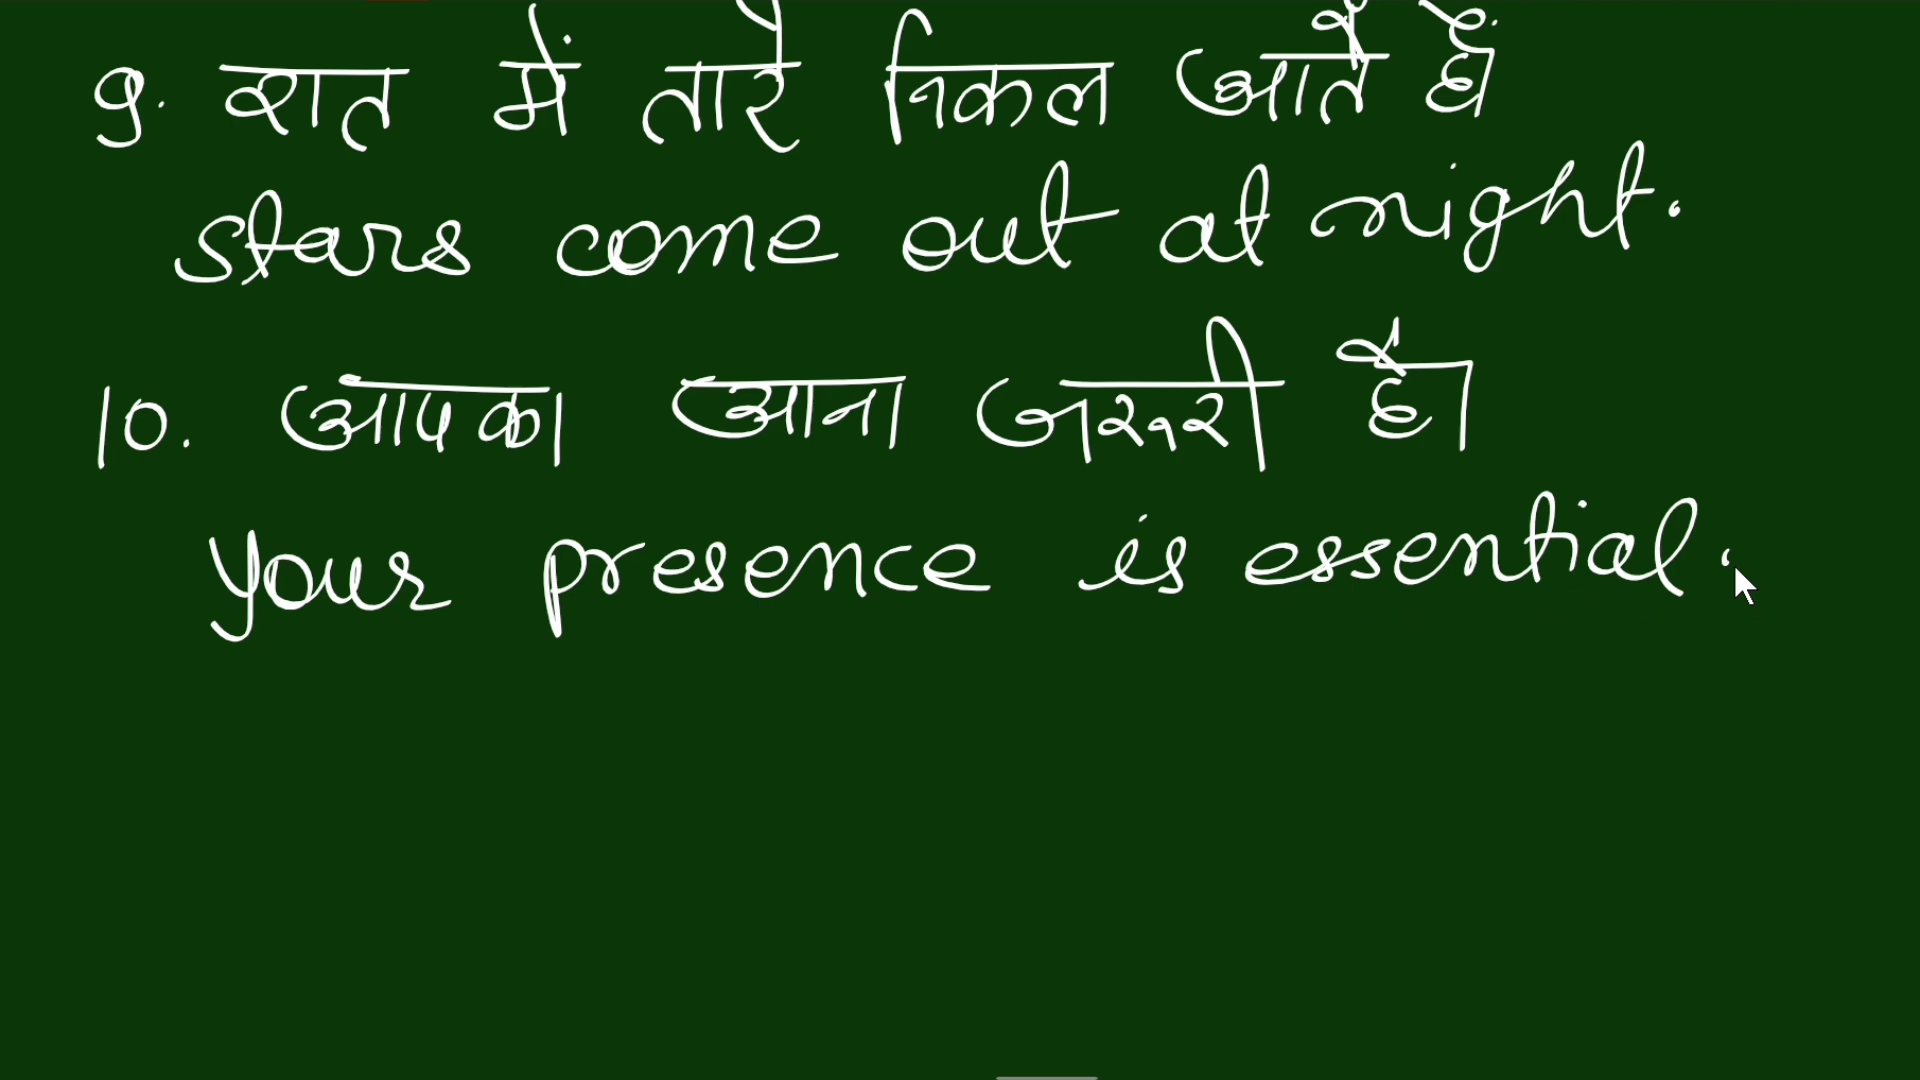 9. रात में तारे निकल आते हैं
stars come out at night.
10. आपका आना जरूरी है।
your presence is essential.